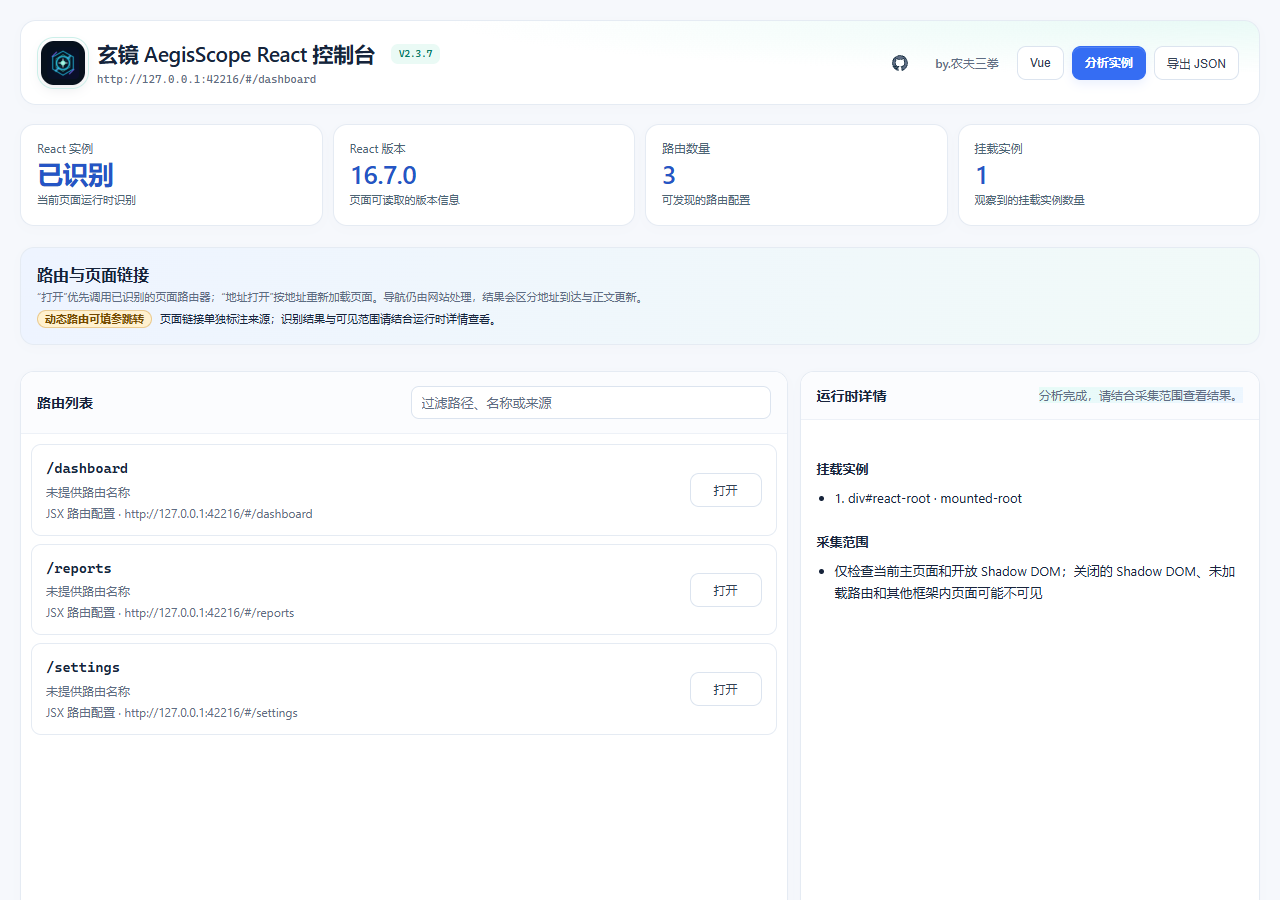 玄镜 AegisScope React 控制台
V2.3.7
http://127.0.0.1:42216/#/dashboard
by.农夫三拳
Vue
分析实例
导出 JSON
React 实例
已识别
当前页面运行时识别
React 版本
16.7.0
页面可读取的版本信息
路由数量
3
可发现的路由配置
挂载实例
1
观察到的挂载实例数量
路由与页面链接
“打开”优先调用已识别的页面路由器；“地址打开”按地址重新加载页面。导航仍由网站处理，结果会区分地址到达与正文更新。
动态路由可填参跳转 页面链接单独标注来源；识别结果与可见范围请结合运行时详情查看。
路由列表
过滤路径、名称或来源
/dashboard
未提供路由名称
JSX 路由配置 · http://127.0.0.1:42216/#/dashboard
打开
/reports
未提供路由名称
JSX 路由配置 · http://127.0.0.1:42216/#/reports
打开
/settings
未提供路由名称
JSX 路由配置 · http://127.0.0.1:42216/#/settings
打开
运行时详情
分析完成，请结合采集范围查看结果。
挂载实例
1. div#react-root · mounted-root
采集范围
仅检查当前主页面和开放 Shadow DOM；关闭的 Shadow DOM、未加
载路由和其他框架内页面可能不可见